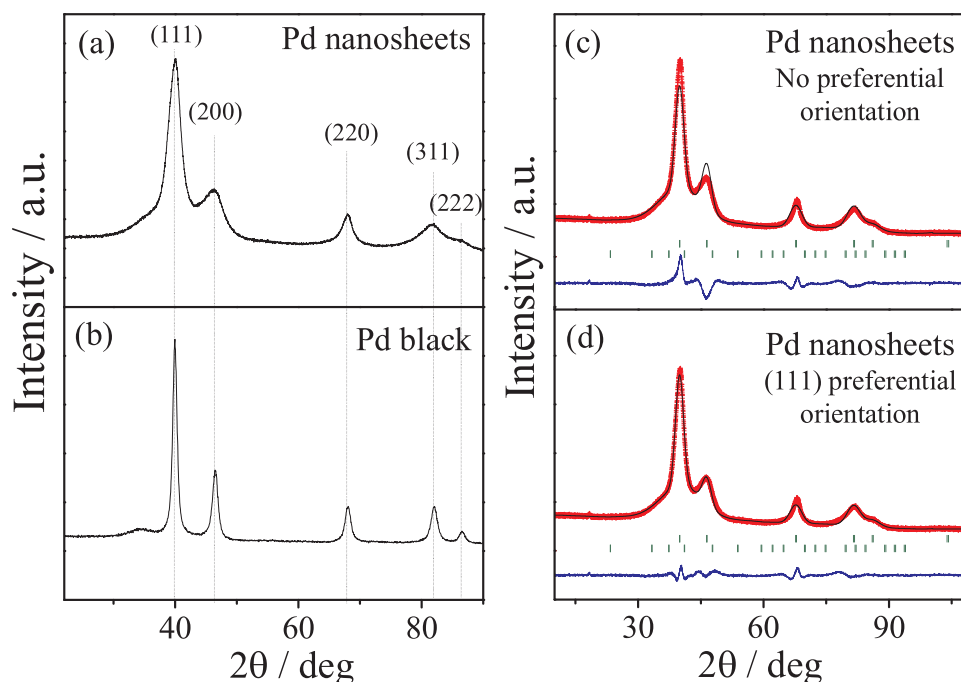 (a)
(111)
Pd nanosheets
(200)
(220)
(311)
(222)
Intensity / a.u.
(b)
Pd black
40
60
80
2θ / deg
(c)
Pd nanosheets
No preferential
orientation
Intensity / a.u.
(d)
Pd nanosheets
(111) preferential
orientation
30
60
90
2θ / deg